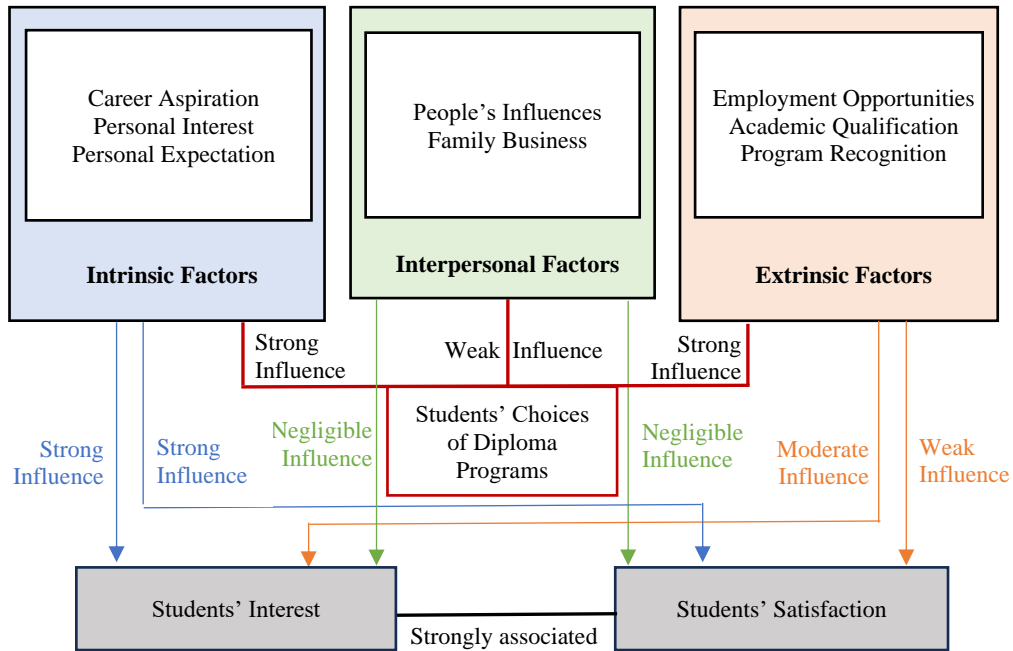 Career Aspiration
Personal Interest
Personal Expectation
Intrinsic Factors
People’s Influences
Family Business
Interpersonal Factors
Employment Opportunities
Academic Qualification
Program Recognition
Extrinsic Factors
Strong
Influence
Weak Influence
Strong
Influence
Students’ Choices
of Diploma
Programs
Strong
Influence
Strong
Influence
Negligible
Influence
Negligible
Influence
Moderate
Influence
Weak
Influence
Students’ Interest
Strongly associated
Students’ Satisfaction